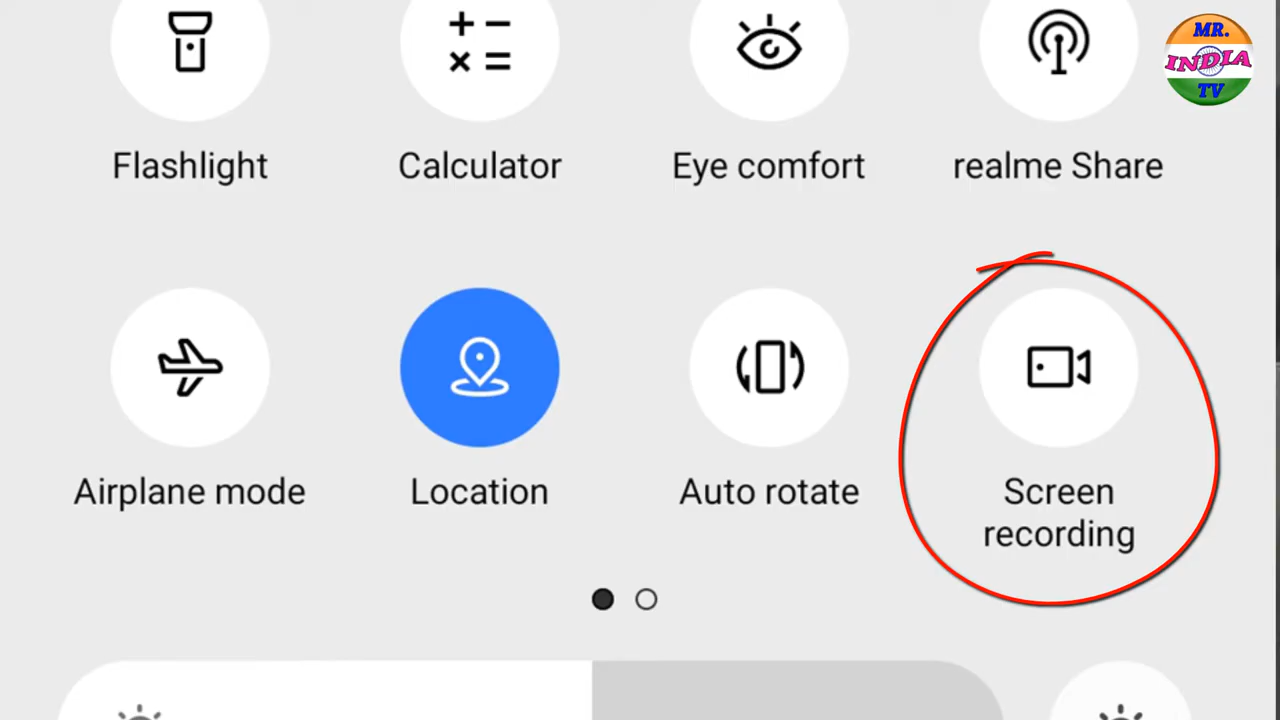 MR.
INDIA
TV
Flashlight
Calculator
Eye comfort
realme Share
Airplane mode
Location
Auto rotate
Screen
recording